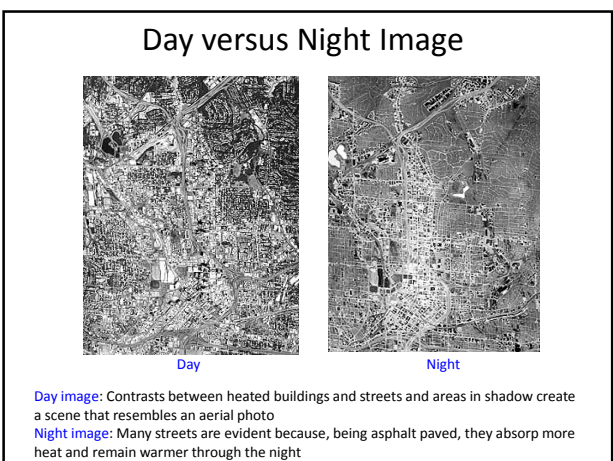 Day versus Night Image
Day
Night
Day image: Contrasts between heated buildings and streets and areas in shadow create
a scene that resembles an aerial photo
Night image: Many streets are evident because, being asphalt paved, they absorp more
heat and remain warmer through the night